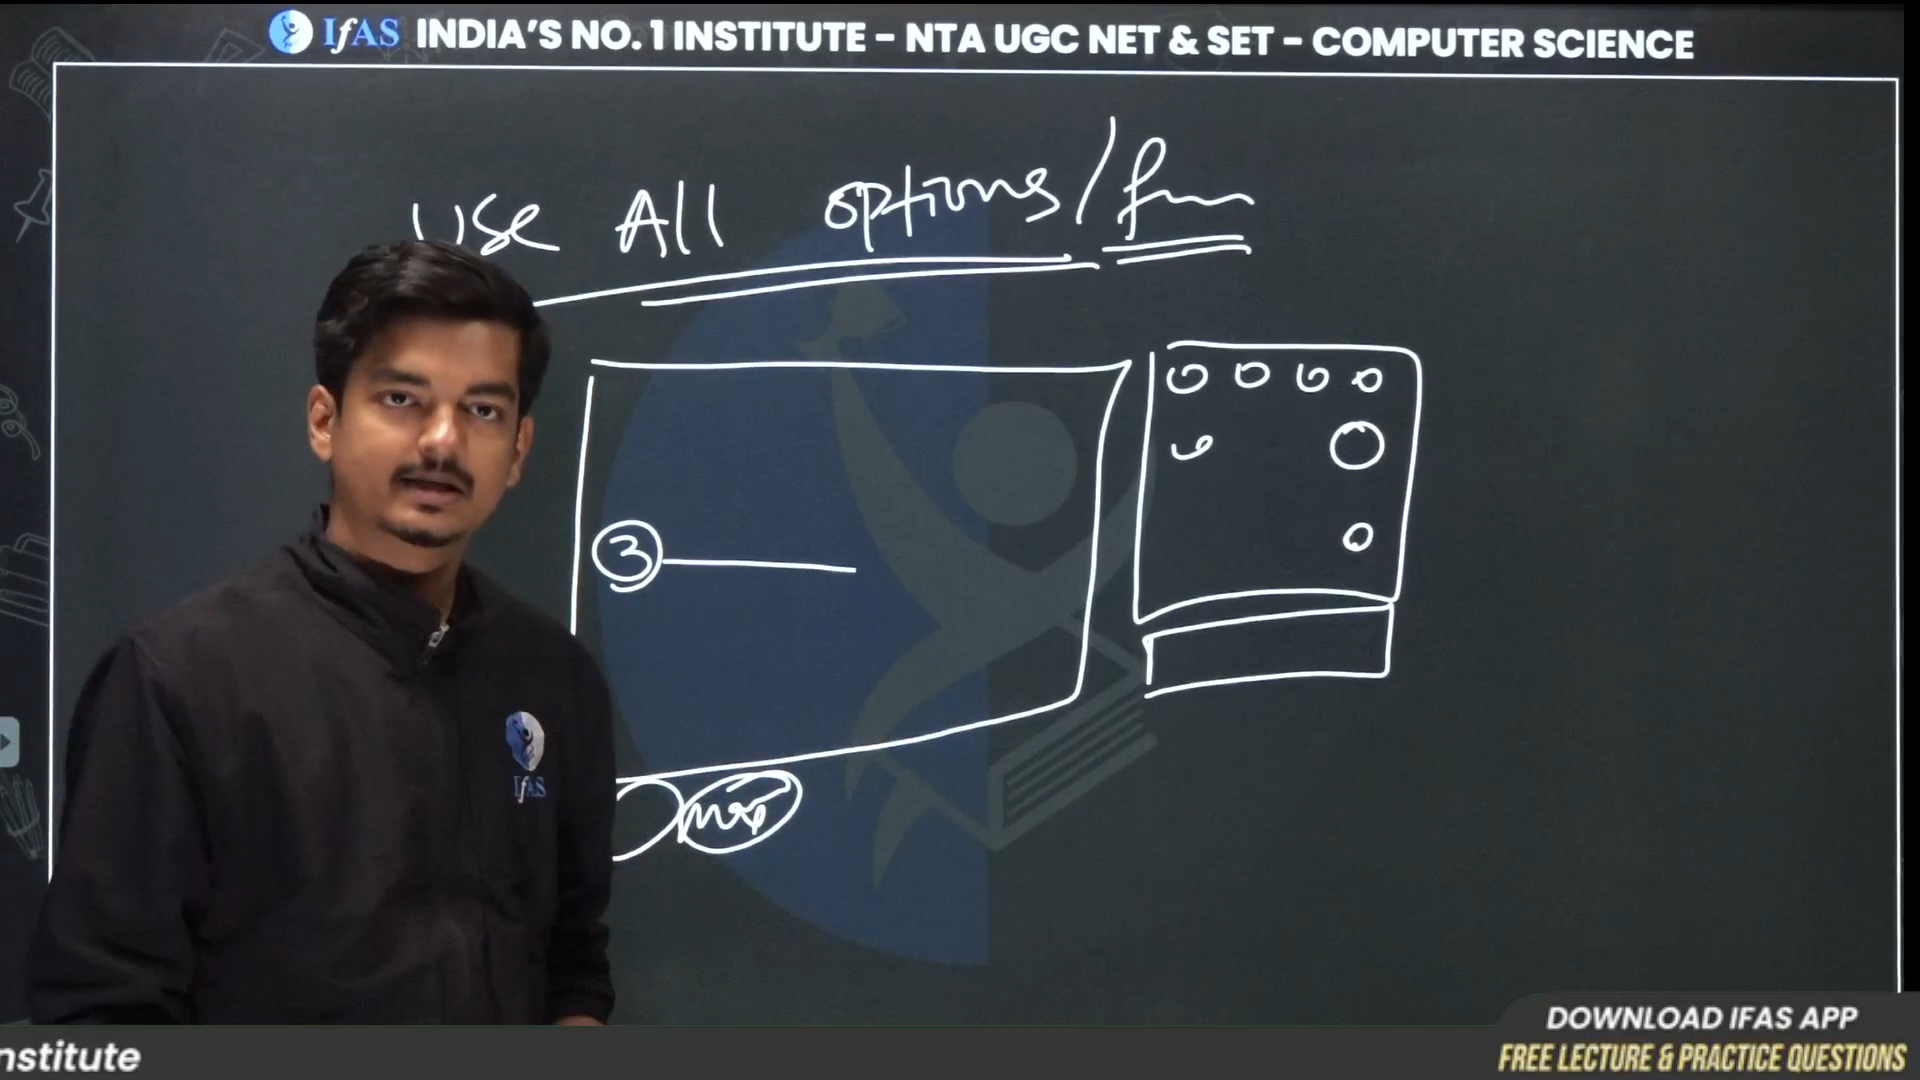 IfAS INDIA'S NO. 1 INSTITUTE - NTA UGC NET & SET - COMPUTER SCIENCE
Use All options/
3
IfAS
DOWNLOAD IFAS APP
nstitute
FREE LECTURE & PRACTICE QUESTIONS